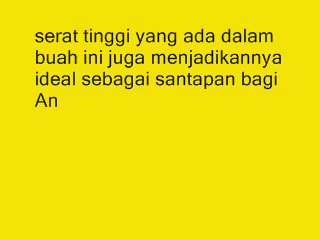 serat tinggi yang ada dalam
buah ini juga menjadikannya
ideal sebagai santapan bagi
An